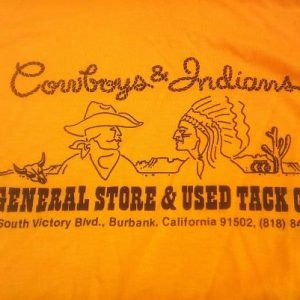 Cowboys & Indians
GENERAL STORE & USED TACK
South Victory Blvd., Burbank, California 91502, (818) 84